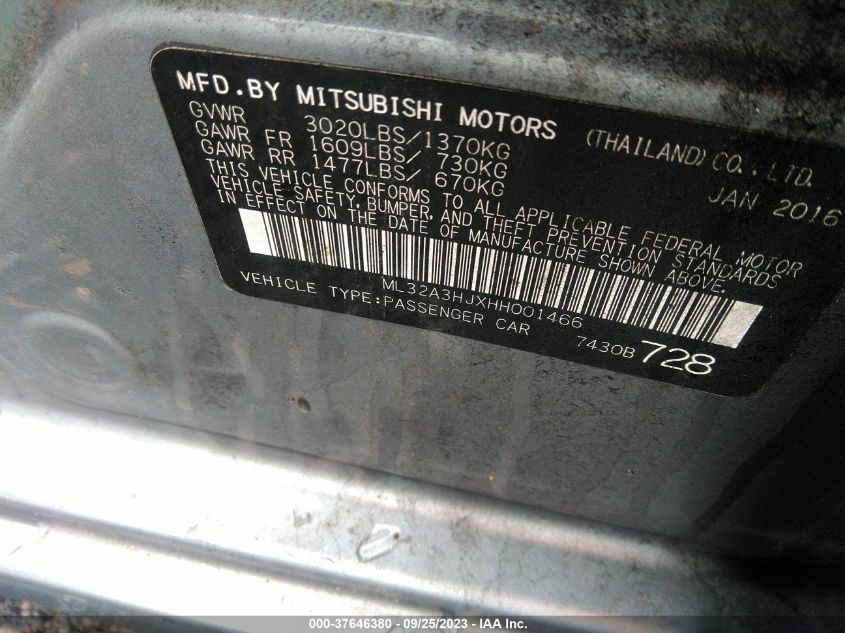 MFD.BY MITSUBISHI MOTORS (THAILAND) CO.,LTD.
GVWR 3020LBS/1370KG JAN 2016
GAWR FR 1609LBS/ 730KG
GAWR RR 1477LBS/ 670KG
THIS VEHICLE CONFORMS TO ALL APPLICABLE FEDERAL MOTOR
VEHICLE SAFETY,BUMPER,AND THEFT PREVENTION STANDARDS
IN EFFECT ON THE DATE OF MANUFACTURE SHOWN ABOVE.
ML32A3HJXHH001466
VEHICLE TYPE:PASSENGER CAR 7430B 728
000-37646380 - 09/25/2023 - IAA Inc.